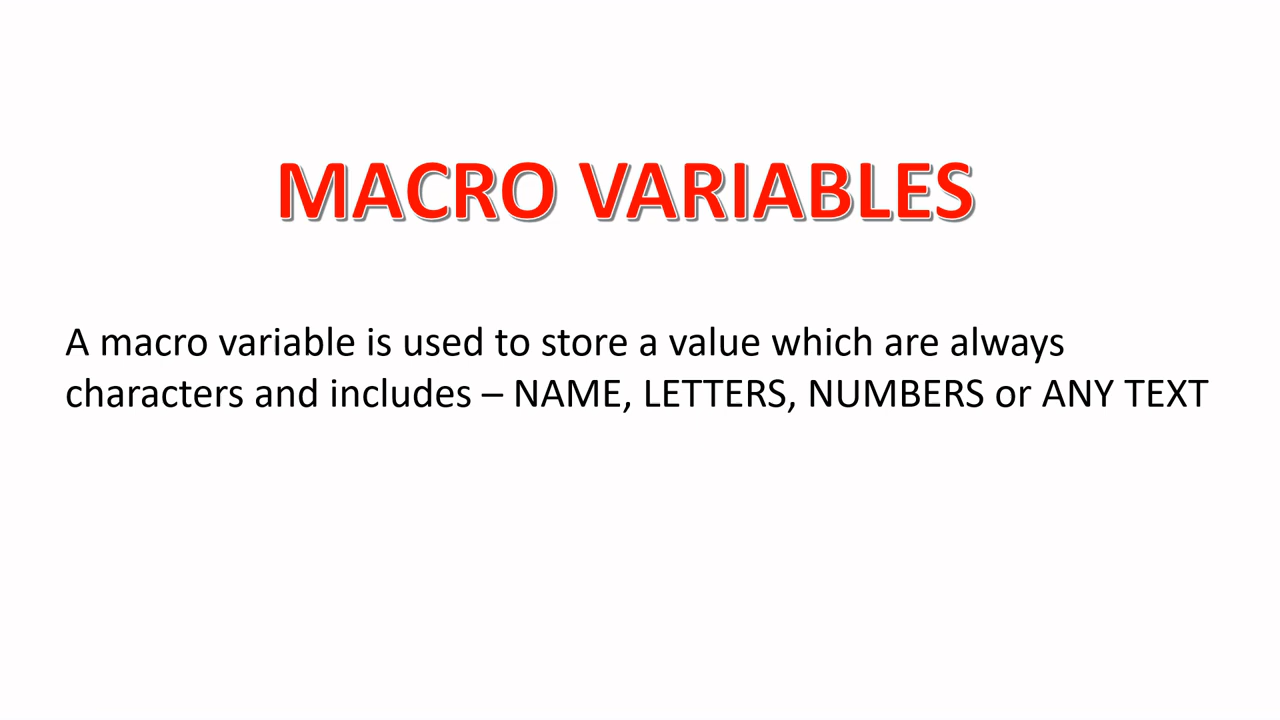 MACRO VARIABLES
A macro variable is used to store a value which are always
characters and includes – NAME, LETTERS, NUMBERS or ANY TEXT